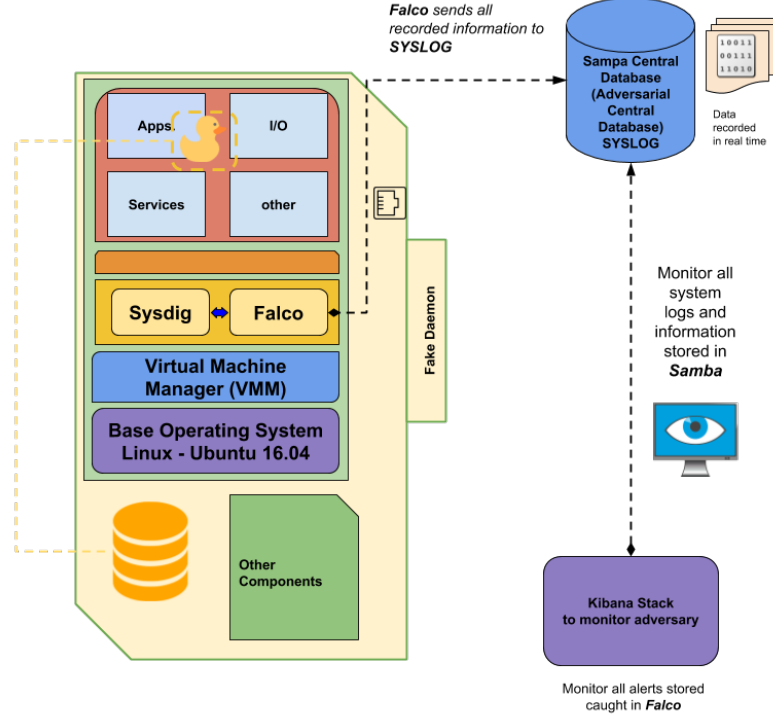 Falco sends all
recorded information to
SYSLOG
Sampa Central
Database
(Adversarial
Central
Database)
SYSLOG
10011
00111
11010
Data
recorded
in real time
Apps.
I/O
Services
other
Sysdig
Falco
Virtual Machine
Manager (VMM)
Base Operating System
Linux - Ubuntu 16.04
Fake Daemon
Other
Components
Monitor all
system
logs and
information
stored in
Samba
Kibana Stack
to monitor adversary
Monitor all alerts stored
caught in Falco